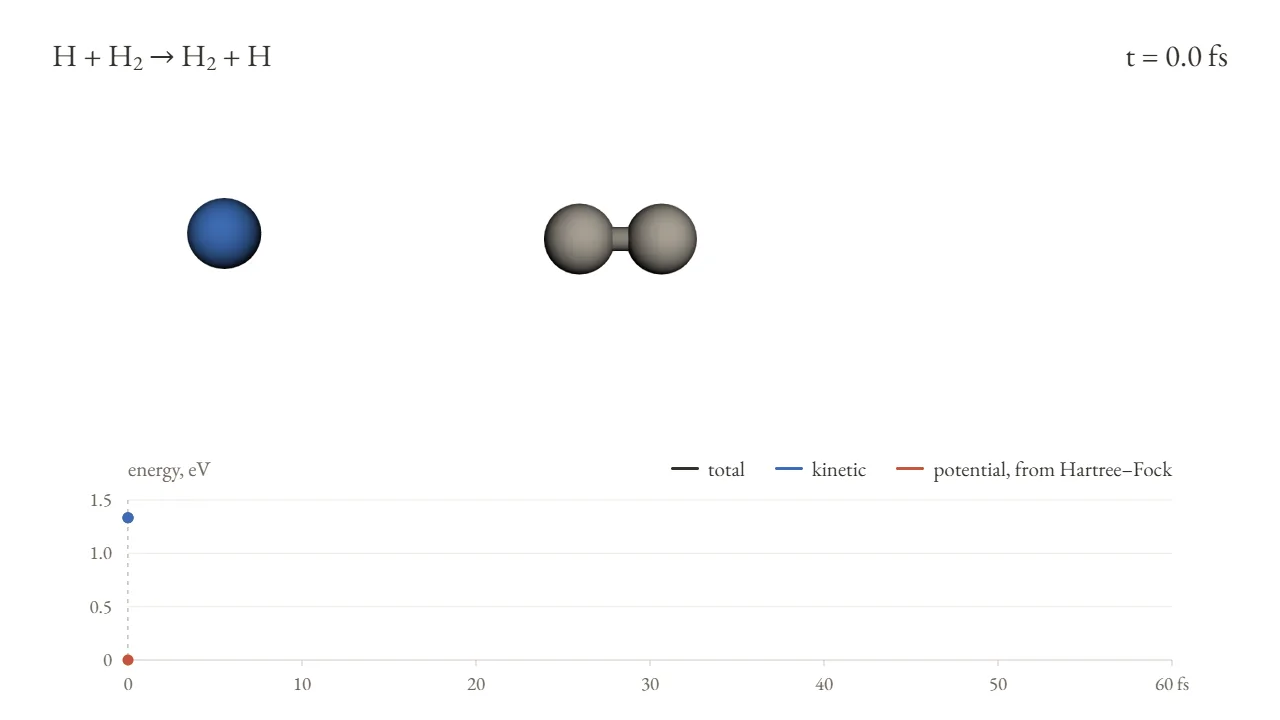 H + H₂ → H₂ + H
t = 0.0 fs
energy, eV
total
kinetic
potential, from Hartree–Fock
1.5
1.0
0.5
0
0 10 20 30 40 50 60 fs